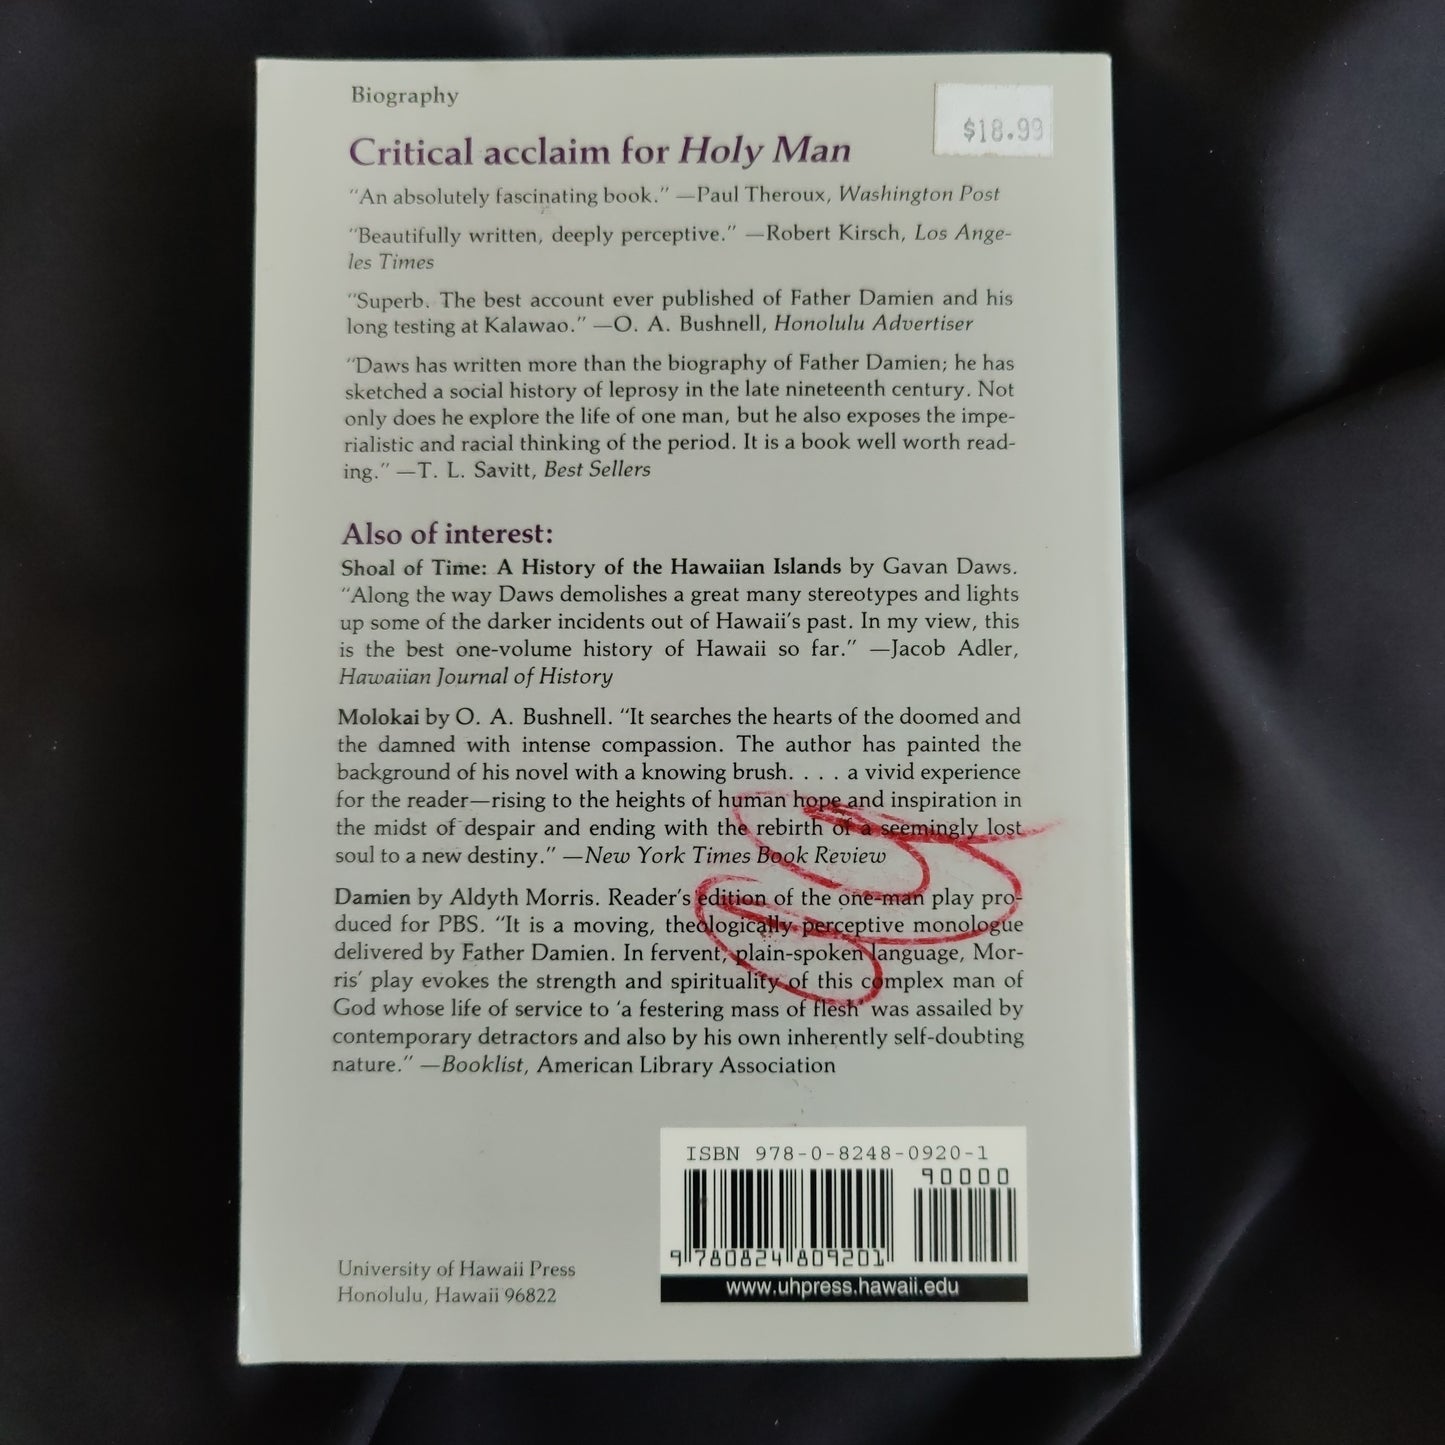 Biography
$18.99
Critical acclaim for Holy Man
“An absolutely fascinating book.” —Paul Theroux, Washington Post
“Beautifully written, deeply perceptive.” —Robert Kirsch, Los Ange-
les Times
“Superb. The best account ever published of Father Damien and his
long testing at Kalawao.” —O. A. Bushnell, Honolulu Advertiser
“Daws has written more than the biography of Father Damien; he has
sketched a social history of leprosy in the late nineteenth century. Not
only does he explore the life of one man, but he also exposes the impe-
rialistic and racial thinking of the period. It is a book well worth read-
ing.” —T. L. Savitt, Best Sellers
Also of interest:
Shoal of Time: A History of the Hawaiian Islands by Gavan Daws.
“Along the way Daws demolishes a great many stereotypes and lights
up some of the darker incidents out of Hawaii's past. In my view, this
is the best one-volume history of Hawaii so far.” —Jacob Adler,
Hawaiian Journal of History
Molokai by O. A. Bushnell. “It searches the hearts of the doomed and
the damned with intense compassion. The author has painted the
background of his novel with a knowing brush. . . . a vivid experience
for the reader—rising to the heights of human hope and inspiration in
the midst of despair and ending with the rebirth of a seemingly lost
soul to a new destiny.” —New York Times Book Review
Damien by Aldyth Morris. Reader's edition of the one-man play pro-
duced for PBS. “It is a moving, theologically perceptive monologue
delivered by Father Damien. In fervent, plain-spoken language, Mor-
ris' play evokes the strength and spirituality of this complex man of
God whose life of service to ‘a festering mass of flesh’ was assailed by
contemporary detractors and also by his own inherently self-doubting
nature.” —Booklist, American Library Association
ISBN 978-0-8248-0920-1
90000
9 780824 809201
www.uhpress.hawaii.edu
University of Hawaii Press
Honolulu, Hawaii 96822